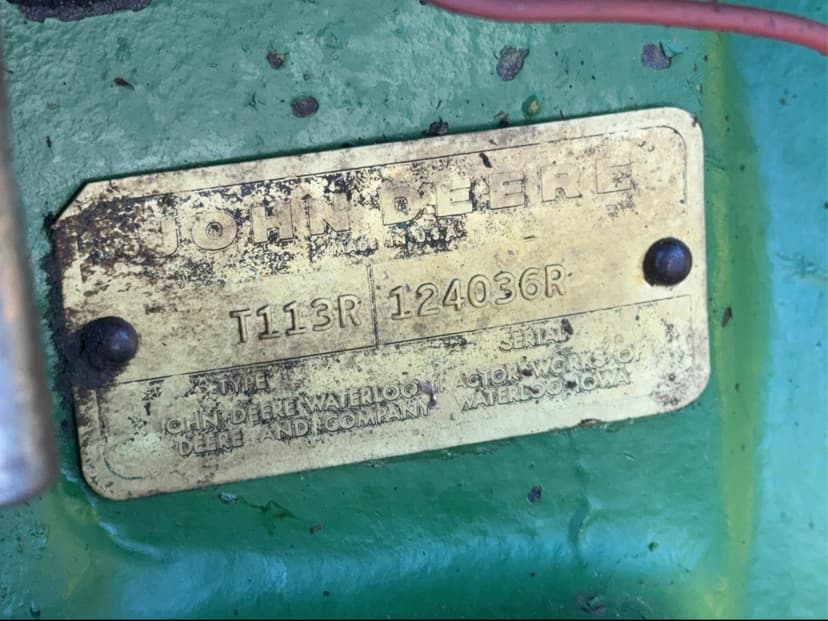 JOHN DEERE
T113R 124036R
TYPE SERIAL
JOHN DEERE WATERLOO TRACTOR WORKS OF
DEERE AND COMPANY WATERLOO, IOWA